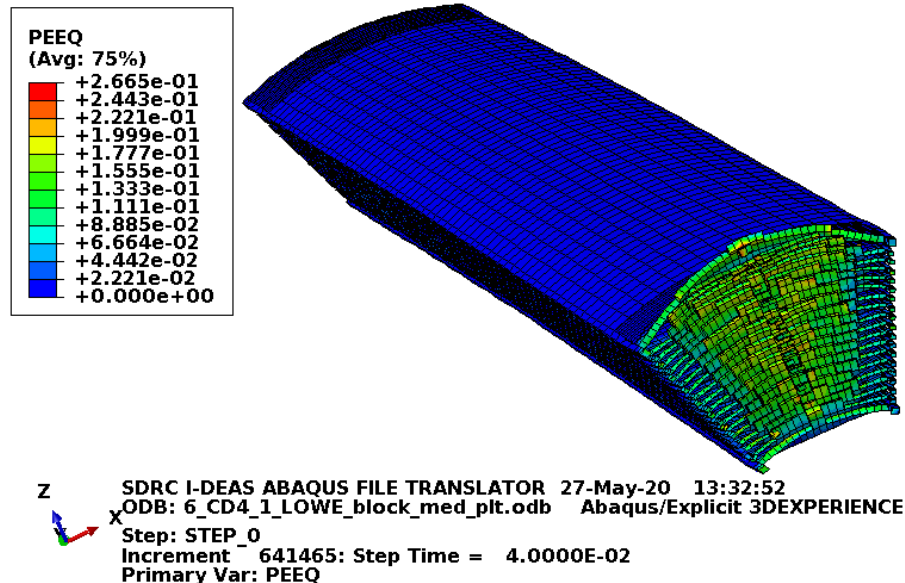 PEEQ
(Avg: 75%)
+2.665e-01
+2.443e-01
+2.221e-01
+1.999e-01
+1.777e-01
+1.555e-01
+1.333e-01
+1.111e-01
+8.885e-02
+6.664e-02
+4.442e-02
+2.221e-02
+0.000e+00
Z
X
SDRC I-DEAS ABAQUS FILE TRANSLATOR 27-May-20 13:32:52
ODB: 6_CD4_1_LOWE_block_med_plt.odb Abaqus/Explicit 3DEXPERIENCE
Step: STEP_0
Increment 641465: Step Time = 4.0000E-02
Primary Var: PEEQ